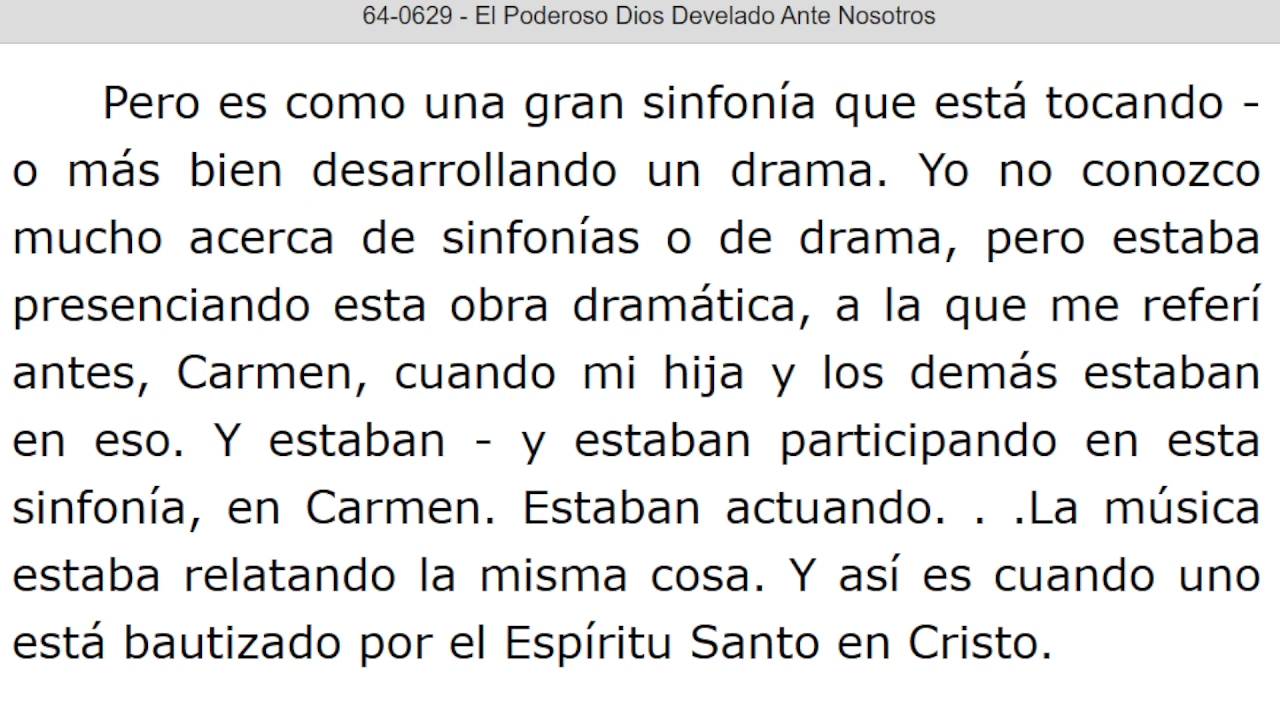 64-0629 - El Poderoso Dios Develado Ante Nosotros
Pero es como una gran sinfonía que está tocando -
o más bien desarrollando un drama. Yo no conozco
mucho acerca de sinfonías o de drama, pero estaba
presenciando esta obra dramática, a la que me referí
antes, Carmen, cuando mi hija y los demás estaban
en eso. Y estaban - y estaban participando en esta
sinfonía, en Carmen. Estaban actuando. . .La música
estaba relatando la misma cosa. Y así es cuando uno
está bautizado por el Espíritu Santo en Cristo.